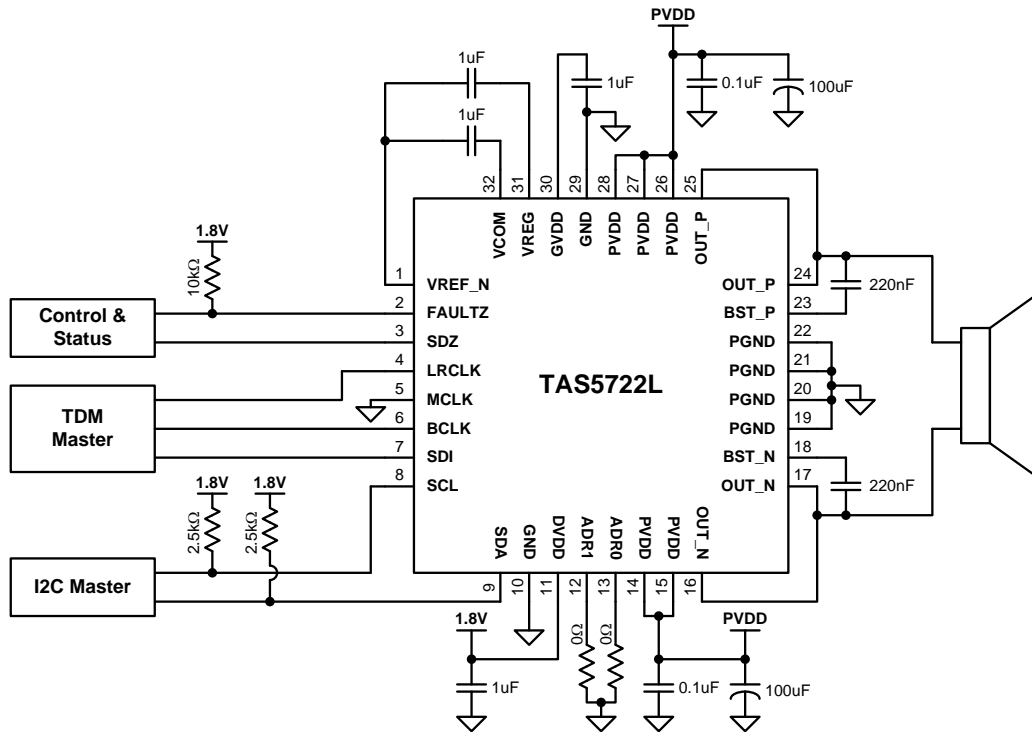 PVDD
1uF
1uF
1uF
0.1uF
100uF
32
31
30
29
28
27
26
25
VCOM
VREG
GVDD
GND
PVDD
PVDD
PVDD
OUT_P
1.8V
10kΩ
Control &
Status
TDM
Master
1.8V
1.8V
2.5kΩ
2.5kΩ
I2C Master
1
VREF_N
2
FAULTZ
3
SDZ
4
LRCLK
5
MCLK
6
BCLK
7
SDI
8
SCL
TAS5722L
OUT_P
24
BST_P
23
PGND
22
PGND
21
PGND
20
PGND
19
BST_N
18
OUT_N
17
220nF
220nF
SDA
GND
DVDD
ADR1
ADR0
PVDD
PVDD
OUT_N
9
10
11
12
13
14
15
16
1.8V
1uF
0Ω
0Ω
PVDD
0.1uF
100uF